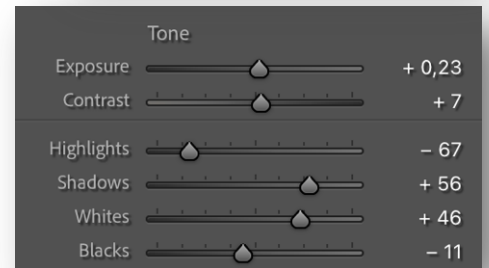 Tone
Exposure + 0,23
Contrast + 7
Highlights – 67
Shadows + 56
Whites + 46
Blacks – 11